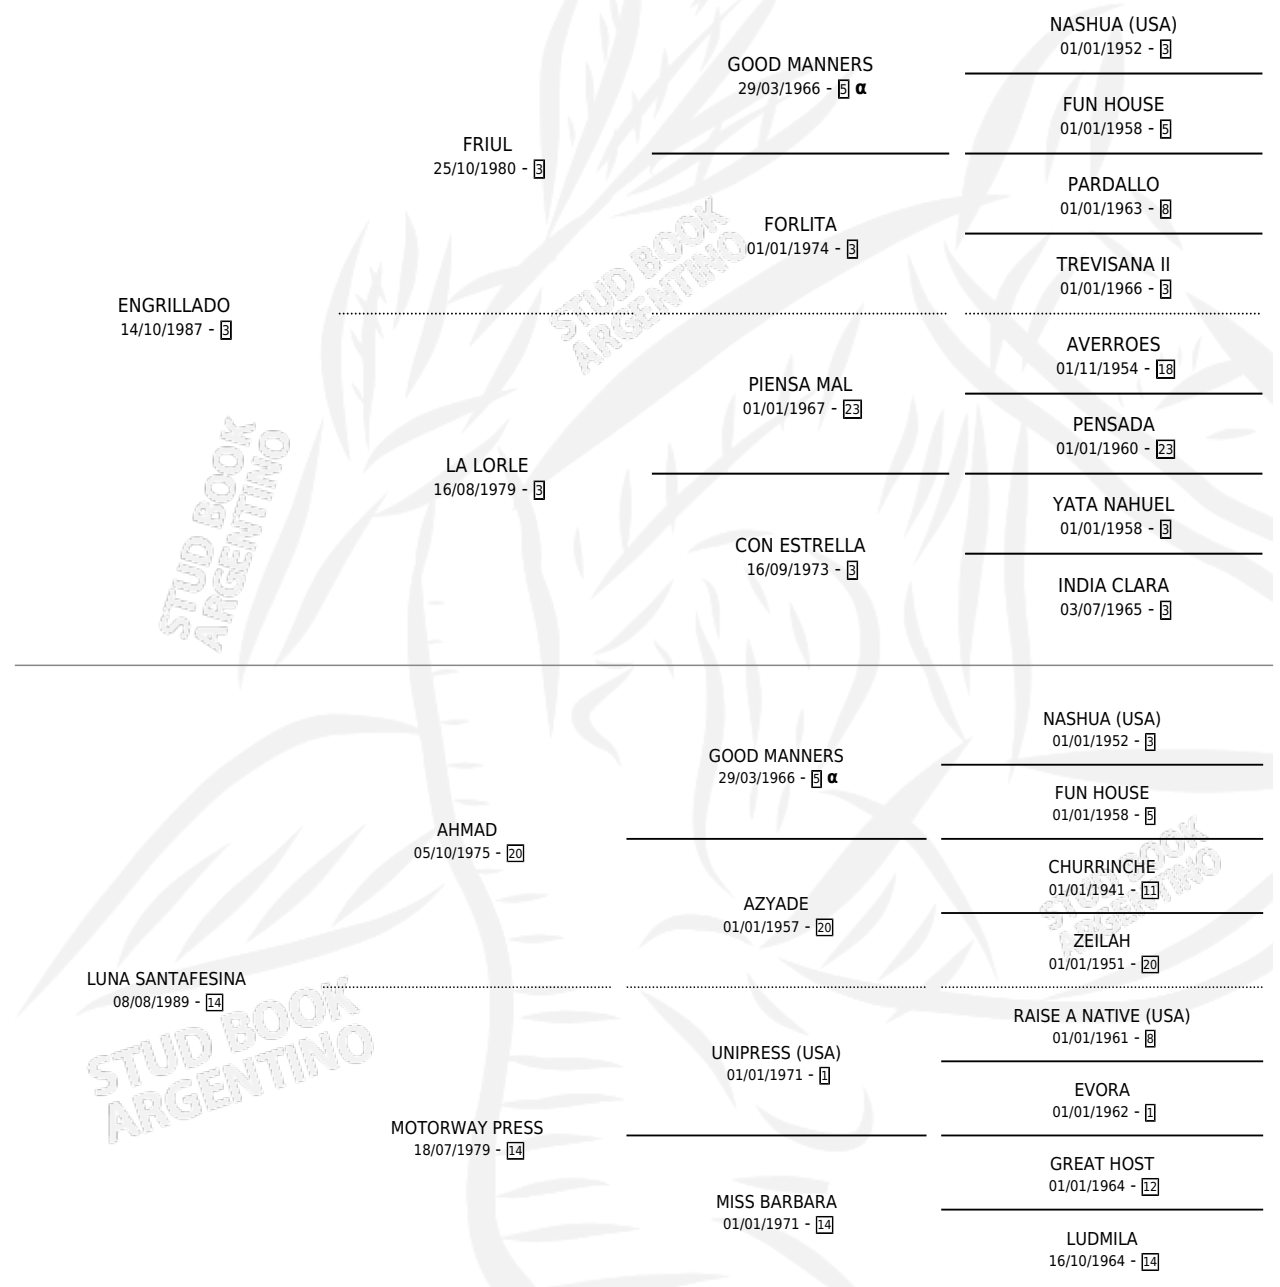 NASHUA (USA)
01/01/1952 - 3
GOOD MANNERS
29/03/1966 - 5 α
FUN HOUSE
01/01/1958 - 5
FRIUL
25/10/1980 - 3
PARDALLO
01/01/1963 - 8
FORLITA
01/01/1974 - 3
TREVISANA II
01/01/1966 - 3
ENGRILLADO
14/10/1987 - 3
AVERROES
01/11/1954 - 18
PIENSA MAL
01/01/1967 - 23
PENSADA
01/01/1960 - 23
LA LORLE
16/08/1979 - 3
YATA NAHUEL
01/01/1958 - 3
CON ESTRELLA
16/09/1973 - 3
INDIA CLARA
03/07/1965 - 3
STUD BOOK
ARGENTINO
STUD BOOK
ARGENTINO
NASHUA (USA)
01/01/1952 - 3
GOOD MANNERS
29/03/1966 - 5 α
FUN HOUSE
01/01/1958 - 5
AHMAD
05/10/1975 - 20
CHURRINCHE
01/01/1941 - 11
AZYADE
01/01/1957 - 20
ZEILAH
01/01/1951 - 20
LUNA SANTAFESINA
08/08/1989 - 14
RAISE A NATIVE (USA)
01/01/1961 - 8
UNIPRESS (USA)
01/01/1971 - 1
EVORA
01/01/1962 - 1
MOTORWAY PRESS
18/07/1979 - 14
GREAT HOST
01/01/1964 - 12
MISS BARBARA
01/01/1971 - 14
LUDMILA
16/10/1964 - 14
STUD BOOK
ARGENTINO
STUD BOOK
ARGENTINO